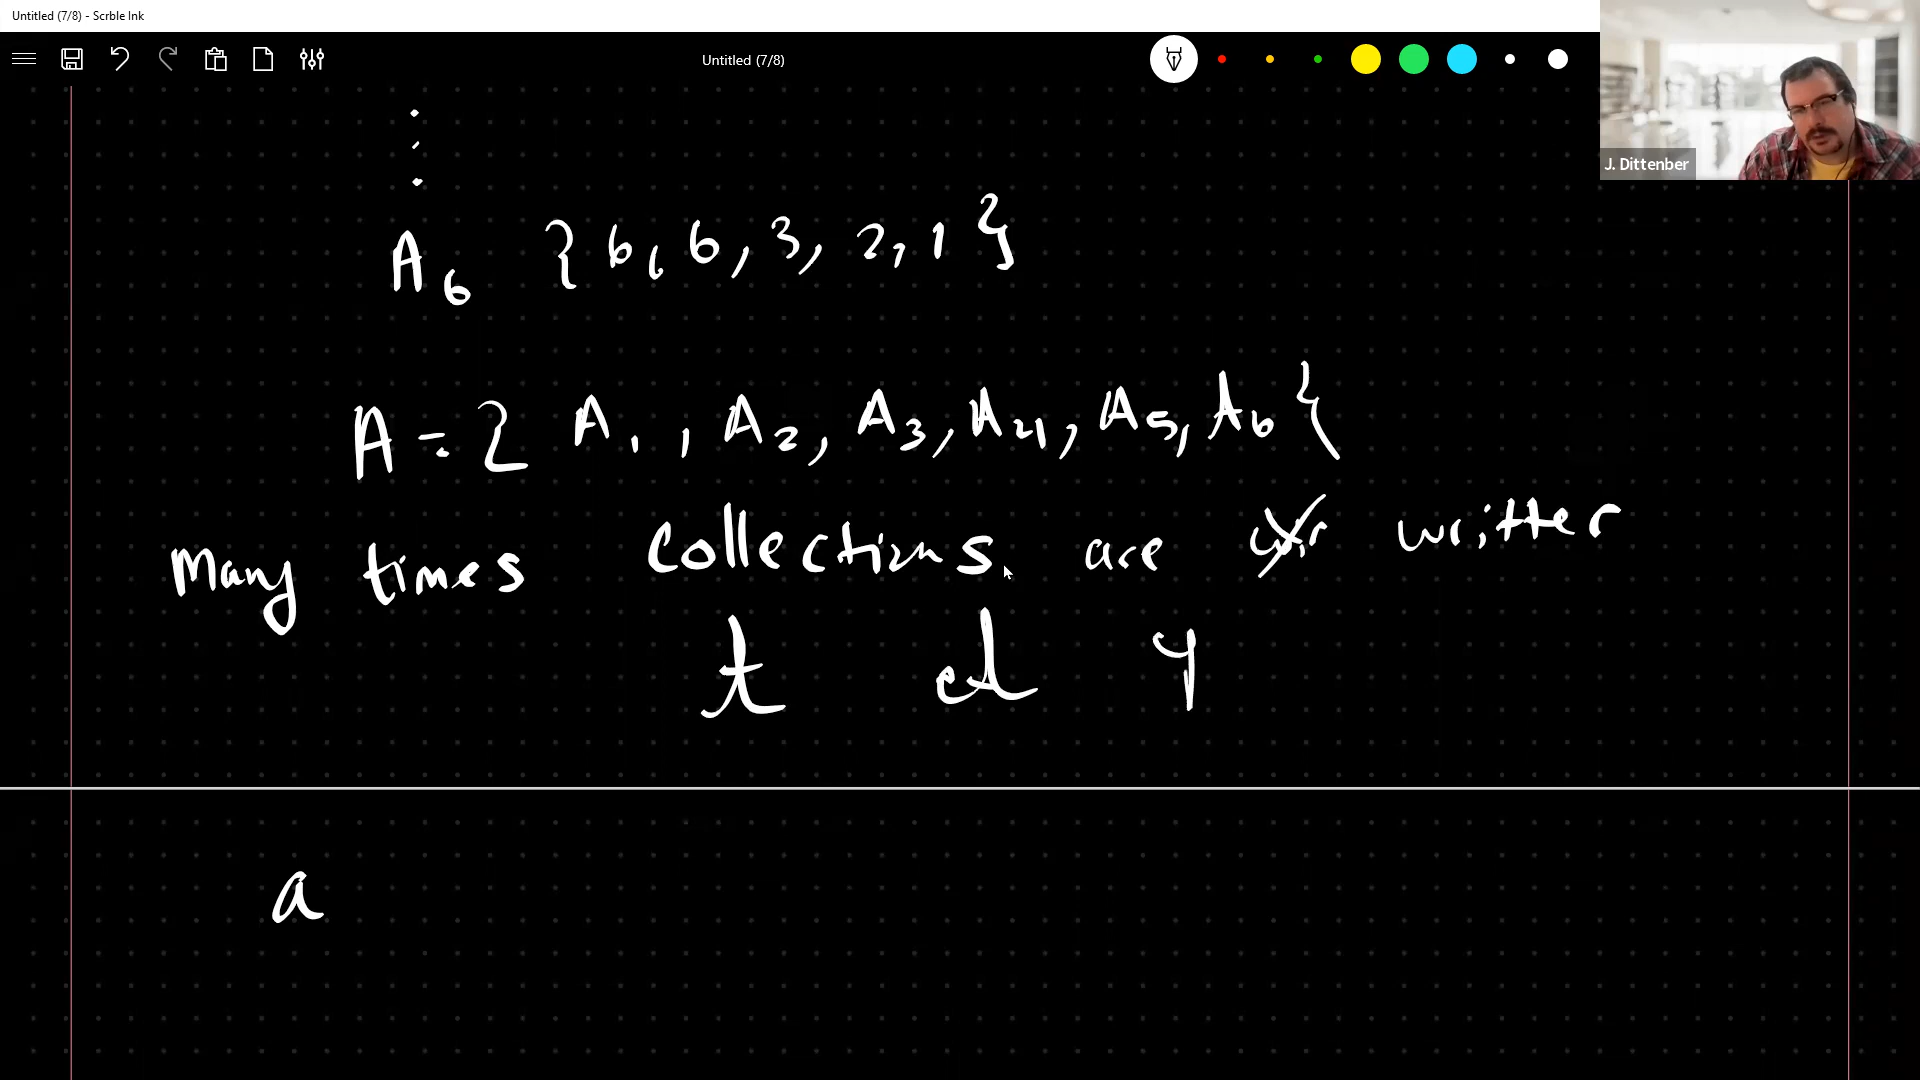 Untitled (7/8) - Scrble Ink
Untitled (7/8)
J. Dittenber
A6 { 6, 6, 3, 2, 1 }
A = { A1, A2, A3, A4, A5, A6 {
Many times collections are writter
a